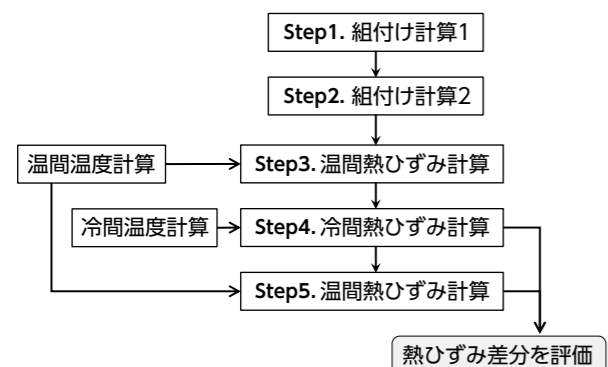 Step1. 組付け計算1
Step2. 組付け計算2
温間温度計算
Step3. 温間熱ひずみ計算
冷間温度計算
Step4. 冷間熱ひずみ計算
Step5. 温間熱ひずみ計算
熱ひずみ差分を評価